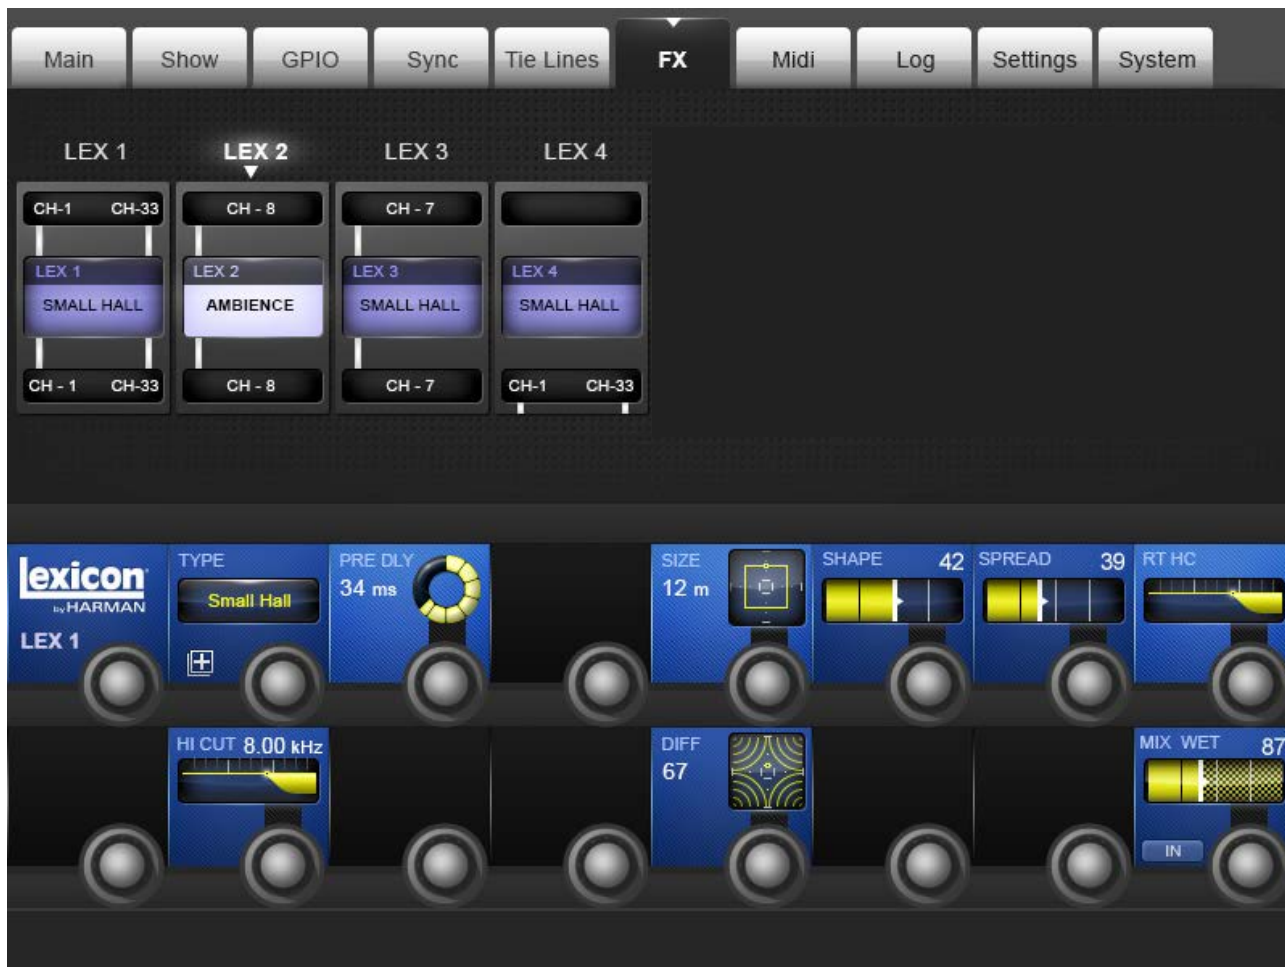 Main Show GPIO Sync Tie Lines FX Midi Log Settings System
LEX 1 LEX 2 LEX 3 LEX 4
CH-1 CH-33 CH - 8 CH - 7
LEX 1 LEX 2 LEX 3 LEX 4
SMALL HALL AMBIENCE SMALL HALL SMALL HALL
CH - 1 CH-33 CH - 8 CH - 7 CH-1 CH-33
TYPE PRE DLY SIZE SHAPE 42 SPREAD 39 RT HC
lexicon 34 ms 12 m
by HARMAN Small Hall
LEX 1
HI CUT 8.00 kHz DIFF MIX WET 87
67
IN